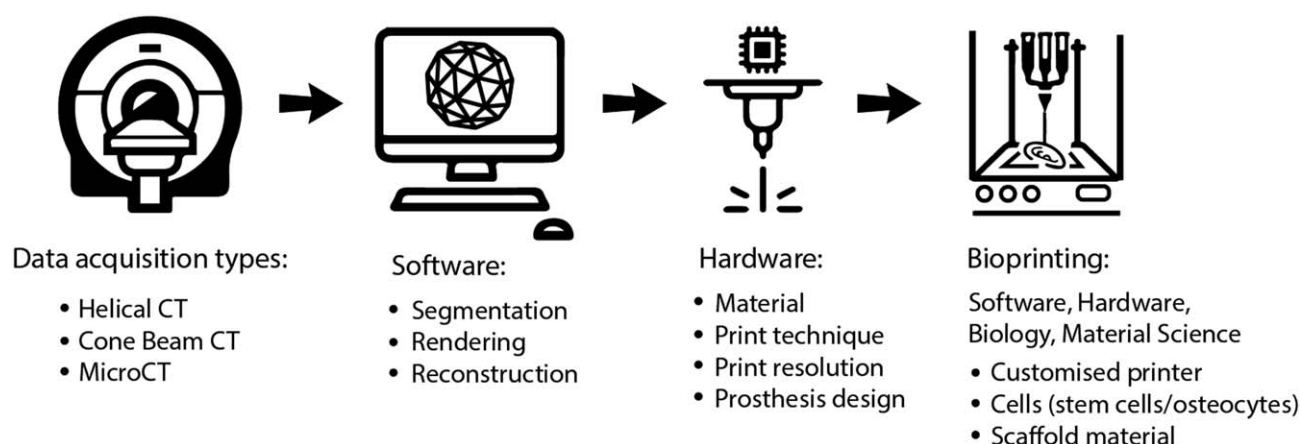 Data acquisition types:
• Helical CT
• Cone Beam CT
• MicroCT
Software:
• Segmentation
• Rendering
• Reconstruction
Hardware:
• Material
• Print technique
• Print resolution
• Prosthesis design
Bioprinting:
Software, Hardware,
Biology, Material Science
• Customised printer
• Cells (stem cells/osteocytes)
• Scaffold material